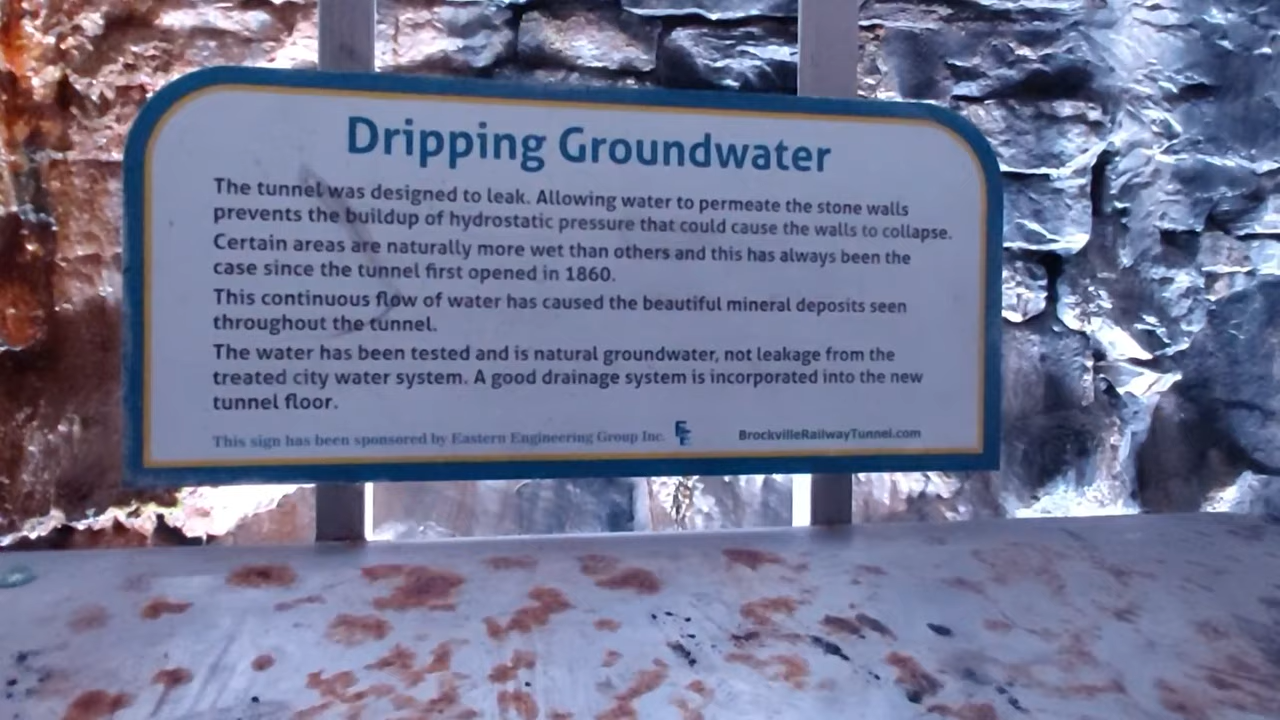 Dripping Groundwater
The tunnel was designed to leak. Allowing water to permeate the stone walls
prevents the buildup of hydrostatic pressure that could cause the walls to collapse.
Certain areas are naturally more wet than others and this has always been the
case since the tunnel first opened in 1860.
This continuous flow of water has caused the beautiful mineral deposits seen
throughout the tunnel.
The water has been tested and is natural groundwater, not leakage from the
treated city water system. A good drainage system is incorporated into the new
tunnel floor.
This sign has been sponsored by Eastern Engineering Group Inc.
BrockvilleRailwayTunnel.com